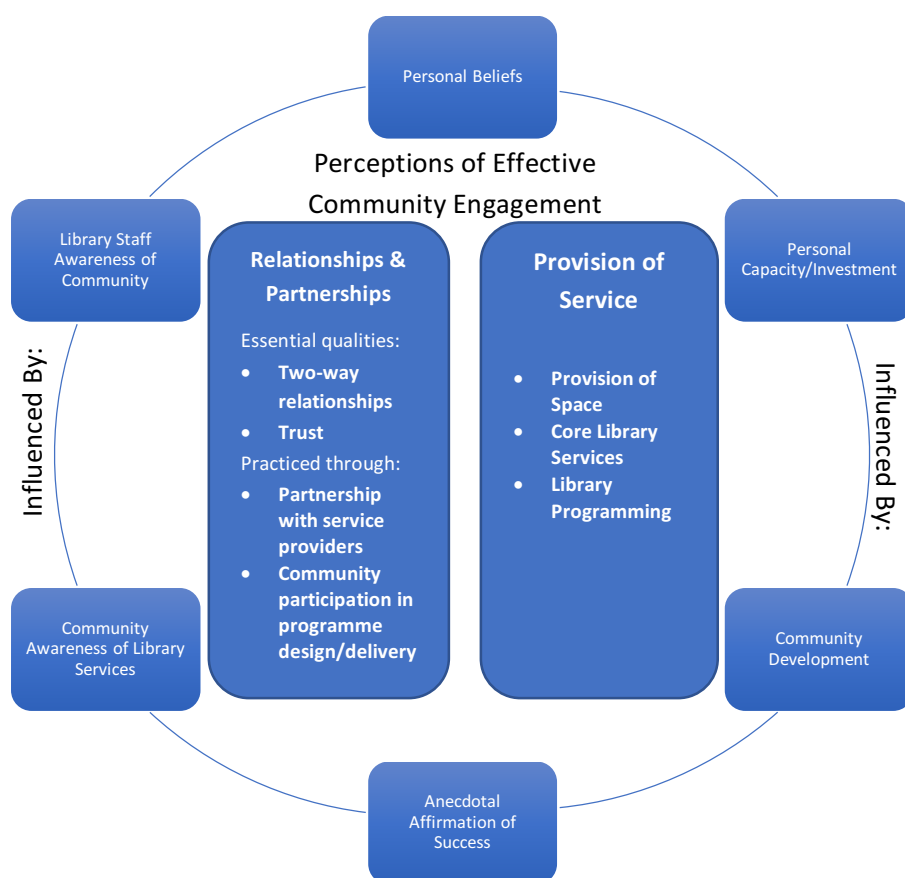 Personal Beliefs
Perceptions of Effective
Community Engagement
Library Staff
Awareness of
Community
Personal
Capacity/Investment
Influenced By:
Relationships &
Partnerships
Essential qualities:
• Two-way
relationships
• Trust
Practiced through:
• Partnership
with service
providers
• Community
participation in
programme
design/delivery
Provision of
Service
• Provision of
Space
• Core Library
Services
• Library
Programming
Influenced By:
Community
Awareness of Library
Services
Community
Development
Anecdotal
Affirmation of
Success